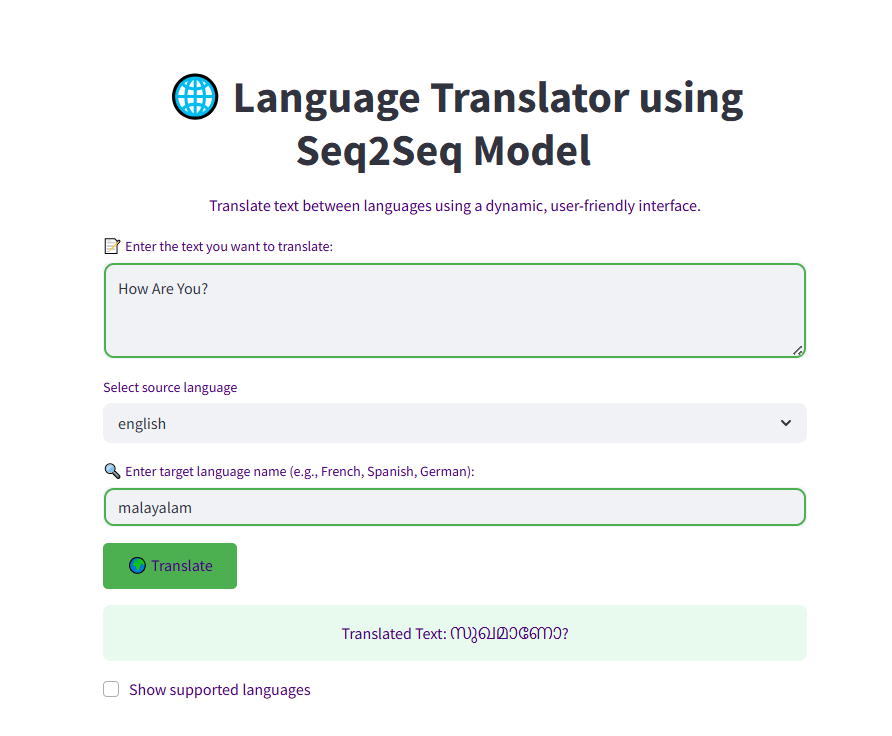 🌐 Language Translator using
Seq2Seq Model
Translate text between languages using a dynamic, user-friendly interface.
📝 Enter the text you want to translate:
How Are You?
Select source language
english
🔍 Enter target language name (e.g., French, Spanish, German):
malayalam
🌍 Translate
Translated Text: സുഖമാണോ?
Show supported languages